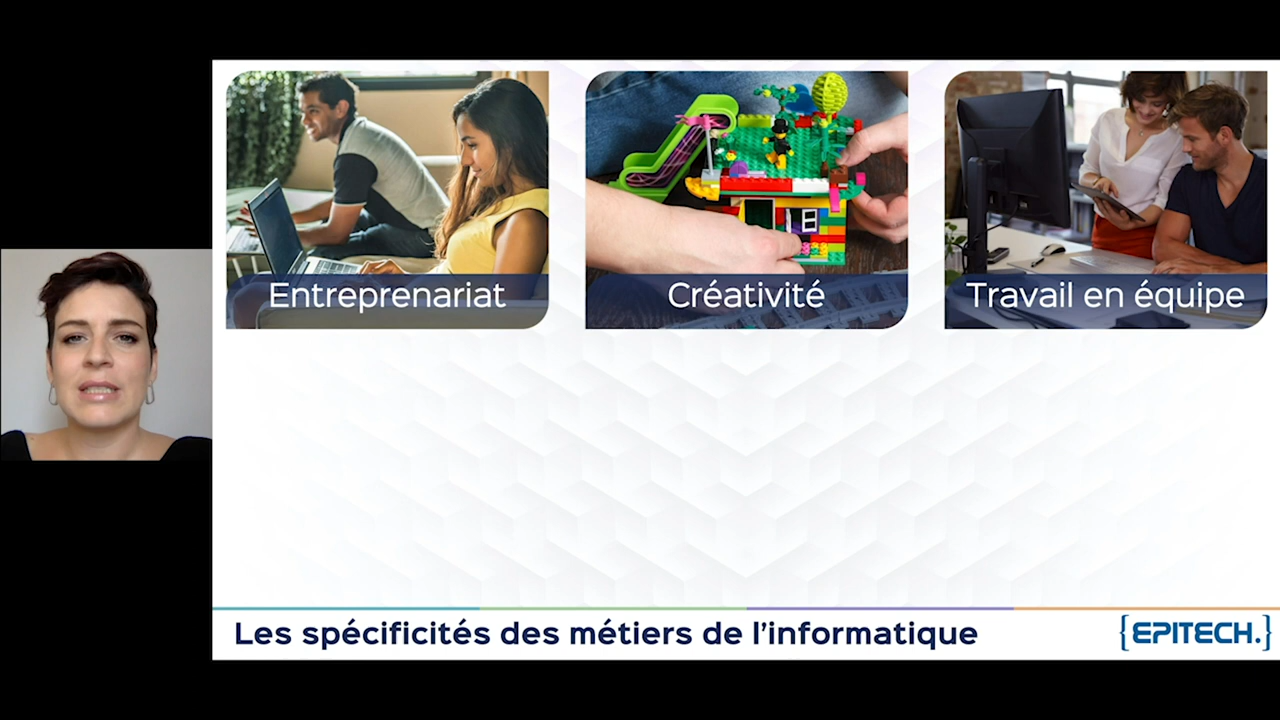 Entreprenariat
Créativité
Travail en équipe
Les spécificités des métiers de l'informatique
{EPITECH.}